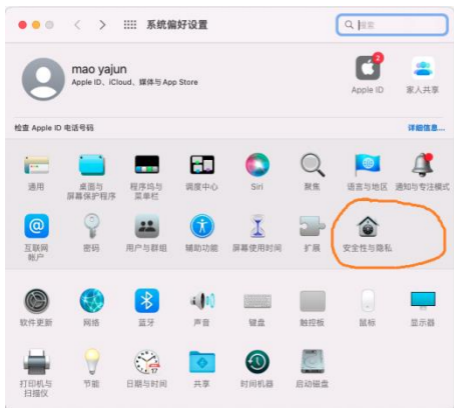 系统偏好设置
搜索
mao yajun
Apple ID、iCloud、媒体与 App Store
2
Apple ID
家人共享
检查 Apple ID 电话号码
详细信息...
通用
桌面与
屏幕保护程序
程序坞与
菜单栏
调度中心
Siri
聚焦
语言与地区
通知与专注模式
互联网
帐户
密码
用户与群组
辅助功能
屏幕使用时间
扩展
安全性与隐私
软件更新
网络
蓝牙
声音
键盘
触控板
鼠标
显示器
打印机与
扫描仪
节能
日期与时间
共享
时间机器
启动磁盘